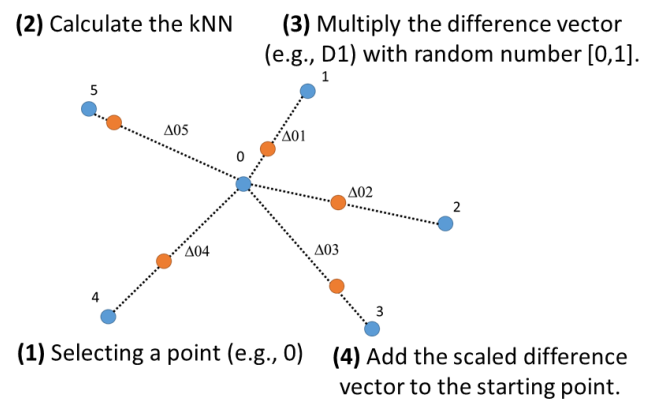 (2) Calculate the kNN
(3) Multiply the difference vector
(e.g., D1) with random number [0,1].
1
5
Δ05
Δ01
0
Δ02
2
Δ04
Δ03
4
3
(1) Selecting a point (e.g., 0)
(4) Add the scaled difference
vector to the starting point.